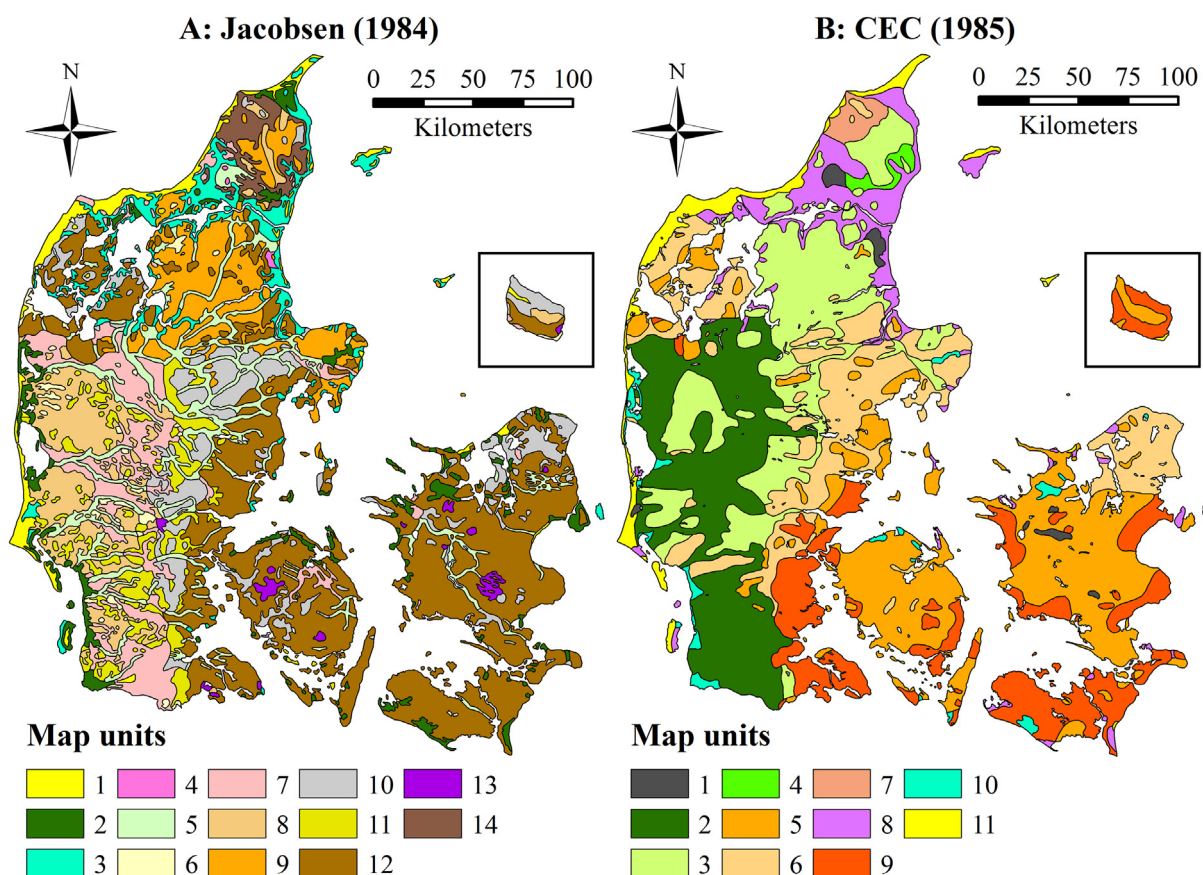 A: Jacobsen (1984)
N
0 25 50 75 100
Kilometers
Map units
1 4 7 10 13
2 5 8 11 14
3 6 9 12
B: CEC (1985)
N
0 25 50 75 100
Kilometers
Map units
1 4 7 10
2 5 8 11
3 6 9